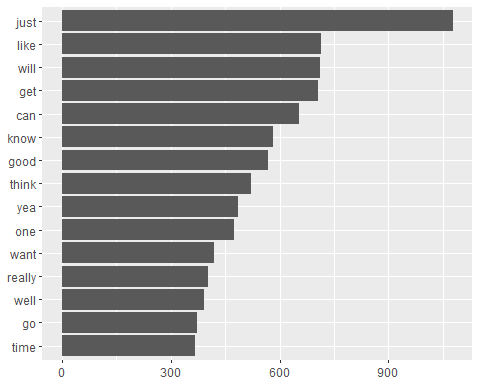 just
like
will
get
can
know
good
think
yea
one
want
really
well
go
time
0 300 600 900